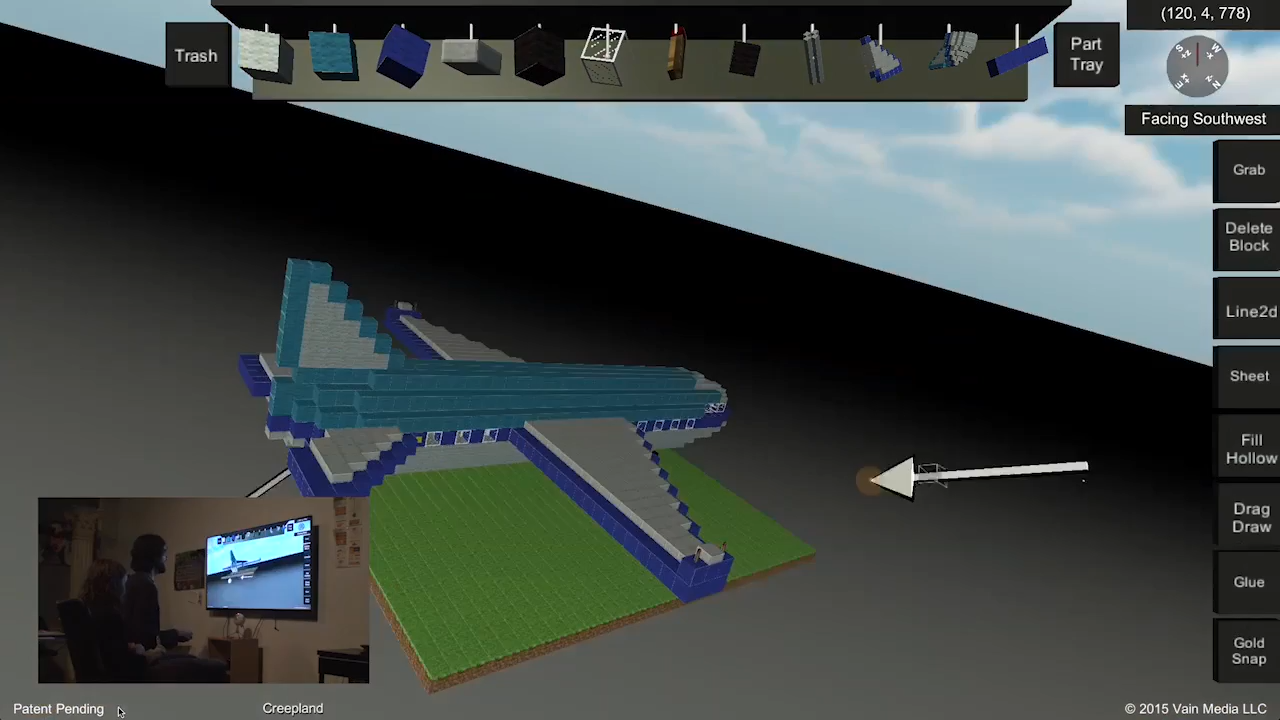 (120, 4, 778)
Trash
Part
Tray
Facing Southwest
Grab
Delete
Block
Line2d
Sheet
Fill
Hollow
Drag
Draw
Glue
Gold
Snap
Patent Pending
Creepland
© 2015 Vain Media LLC